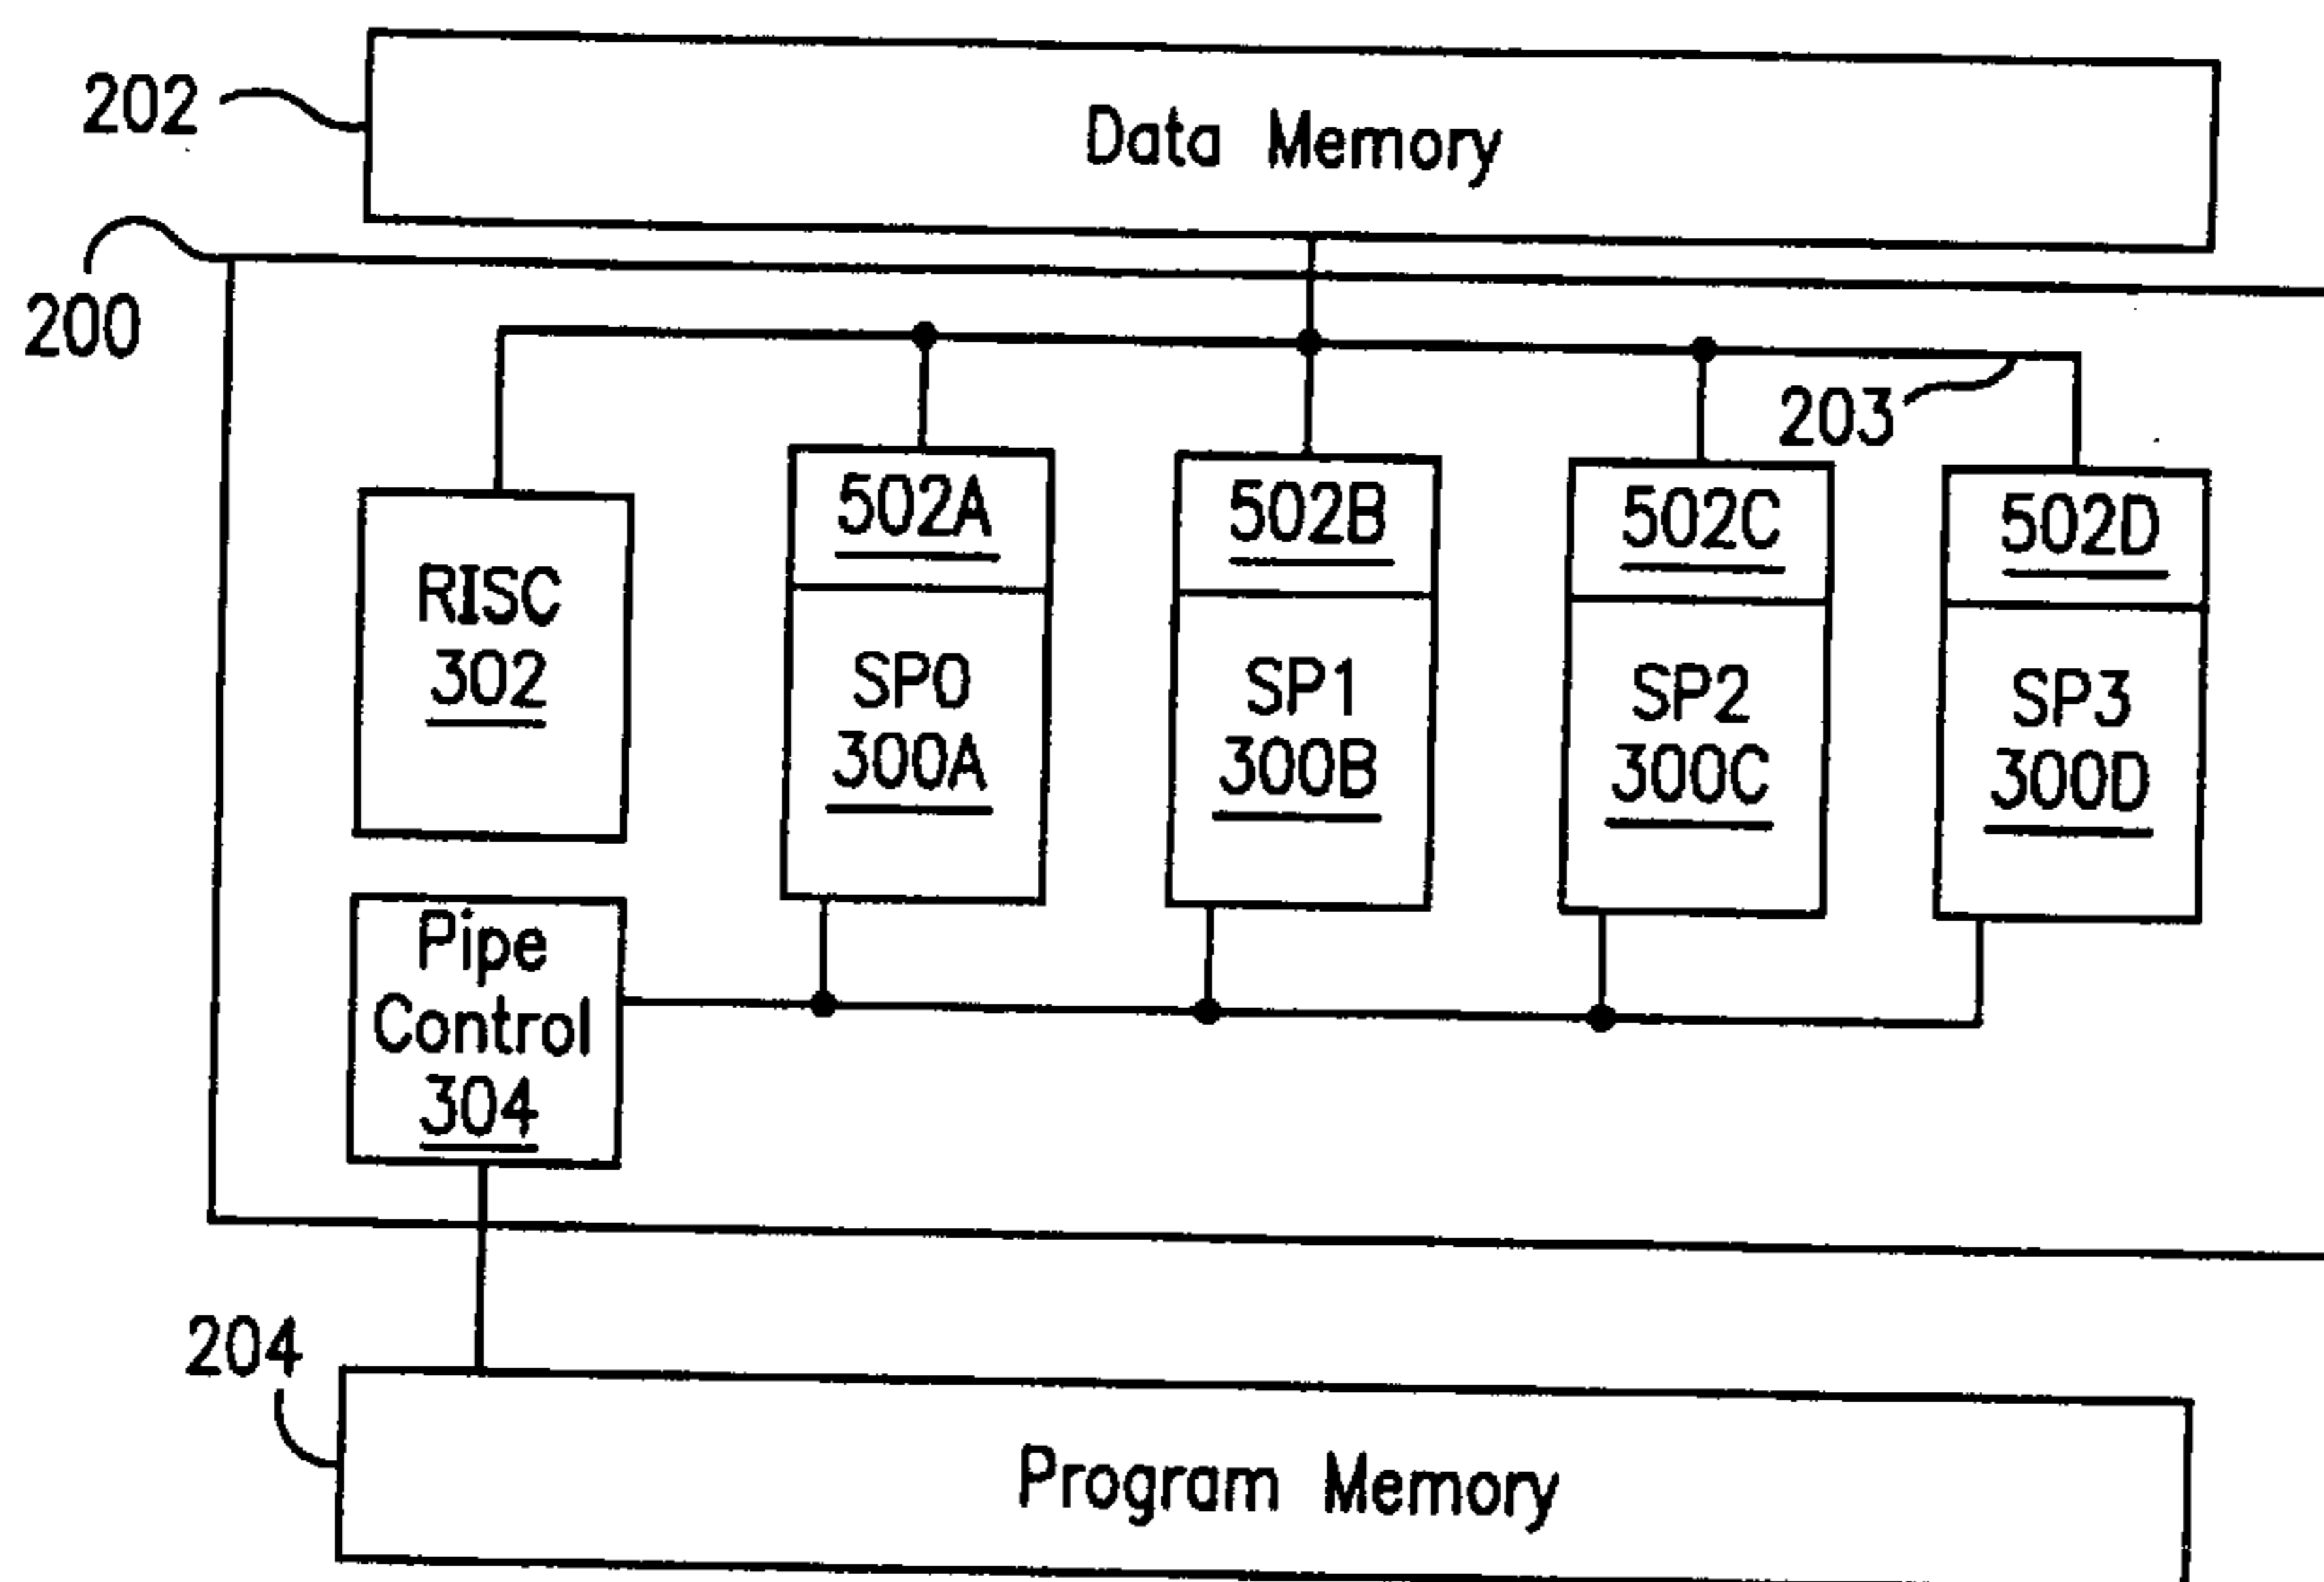 202
Data Memory
200
203
502A
502B
502C
502D
RISC
302
SP0
300A
SP1
300B
SP2
300C
SP3
300D
Pipe
Control
304
204
Program Memory